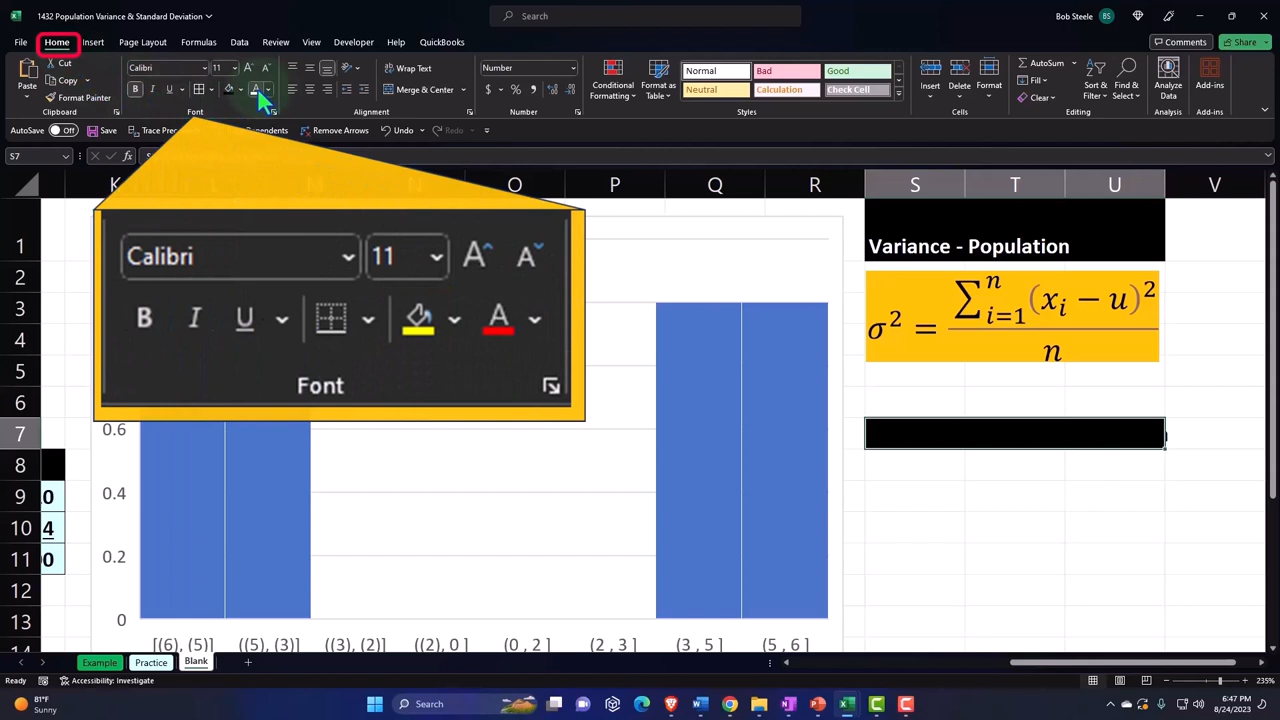 1432 Population Variance & Standard Deviation
Search
Bob Steele BS
File Home Insert Page Layout Formulas Data Review View Developer Help QuickBooks
Comments Share
Cut
Copy
Format Painter
Paste
Clipboard
Calibri 11
B I U
Font
Wrap Text
Merge & Center
Alignment
Number
Number
Conditional Formatting
Format as Table
Normal Bad Good
Neutral Calculation Check Cell
Styles
Insert Delete Format
Cells
AutoSum
Fill
Clear
Sort & Filter
Find & Select
Editing
Analyze Data
Analysis
Add-ins
Add-ins
AutoSave Off Save Undo Remove Arrows
S7 fx
K N O P Q R S T U V
1 Variance - Population
2
3
4
5
6
7
8
9
10
11
12
13
σ² = ∑ⁿᵢ₌₁ (xᵢ − u)² / n
Calibri 11
B I U A
Font
0
4
00
0.6
0.4
0.2
0
[(6), (5)] ((5), (3)] ((3), (2)] ((2), 0 ] (0 , 2 ] (2 , 3 ] (3 , 5 ] (5 , 6 ]
Example Practice Blank
Ready Accessibility: Investigate 235%
81°F
Sunny
Search
6:47 PM
8/24/2023